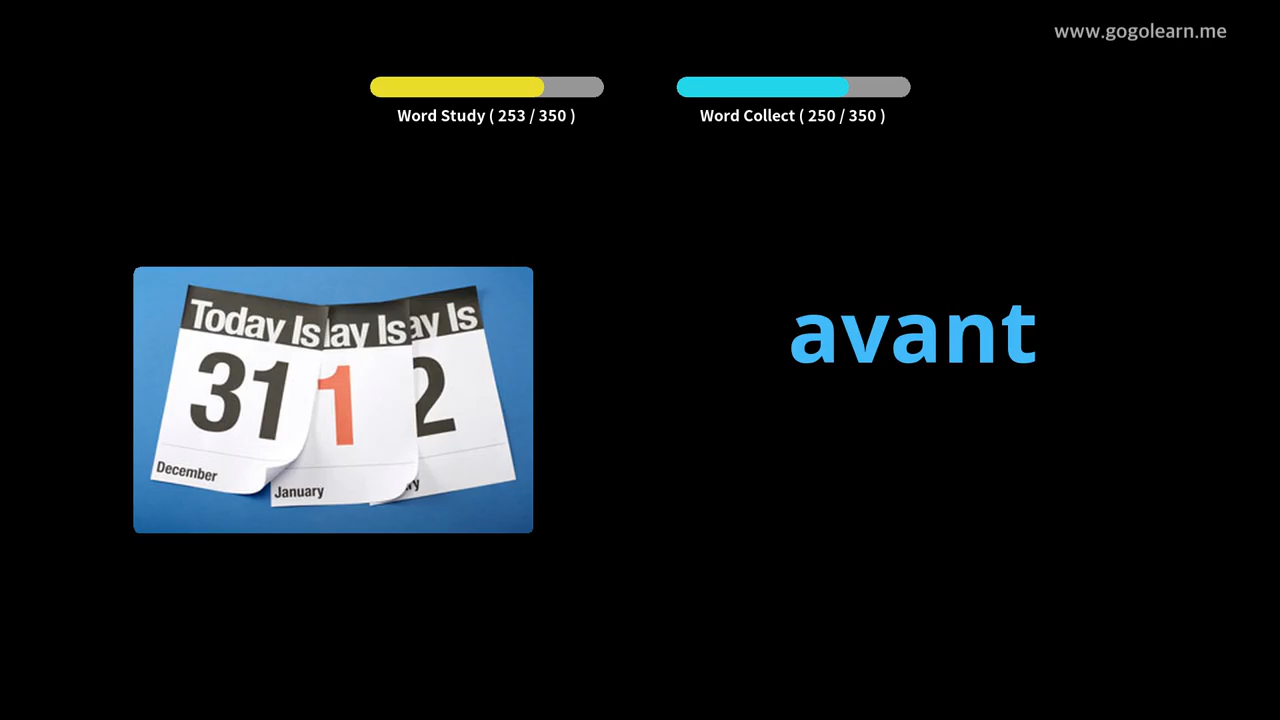 www.gogolearn.me
Word Study ( 253 / 350 )
Word Collect ( 250 / 350 )
Today Is
ay Is
ay Is
31
1
2
December
January
ry
avant